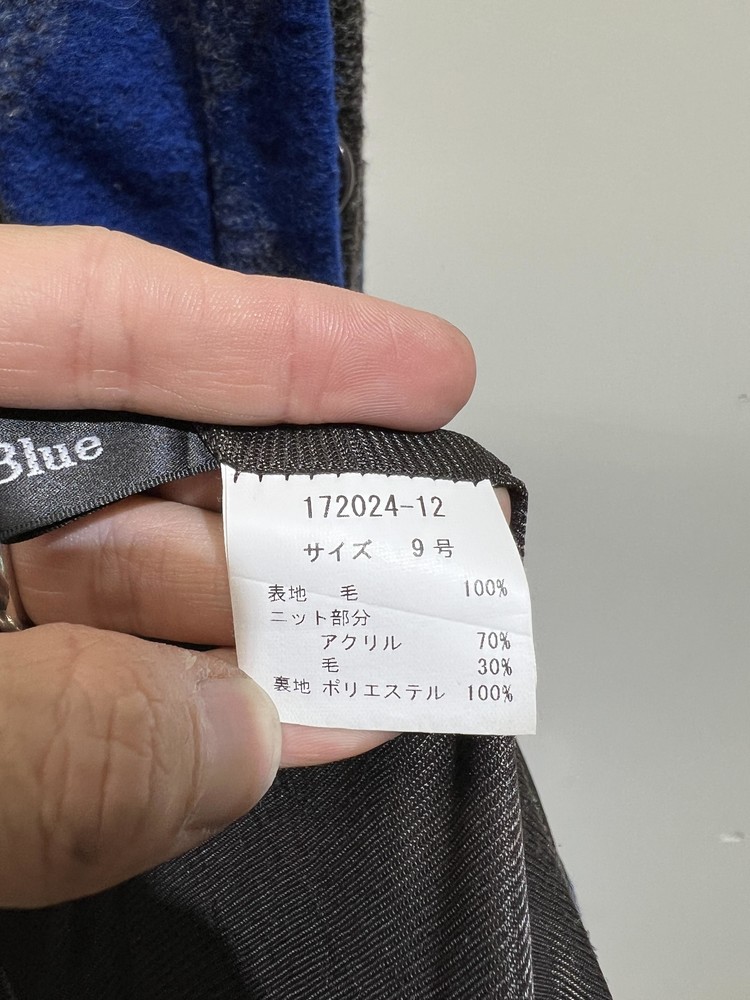 Blue
172024-12
サイズ 9号
表地 毛 100%
ニット部分
アクリル 70%
毛 30%
裏地 ポリエステル 100%